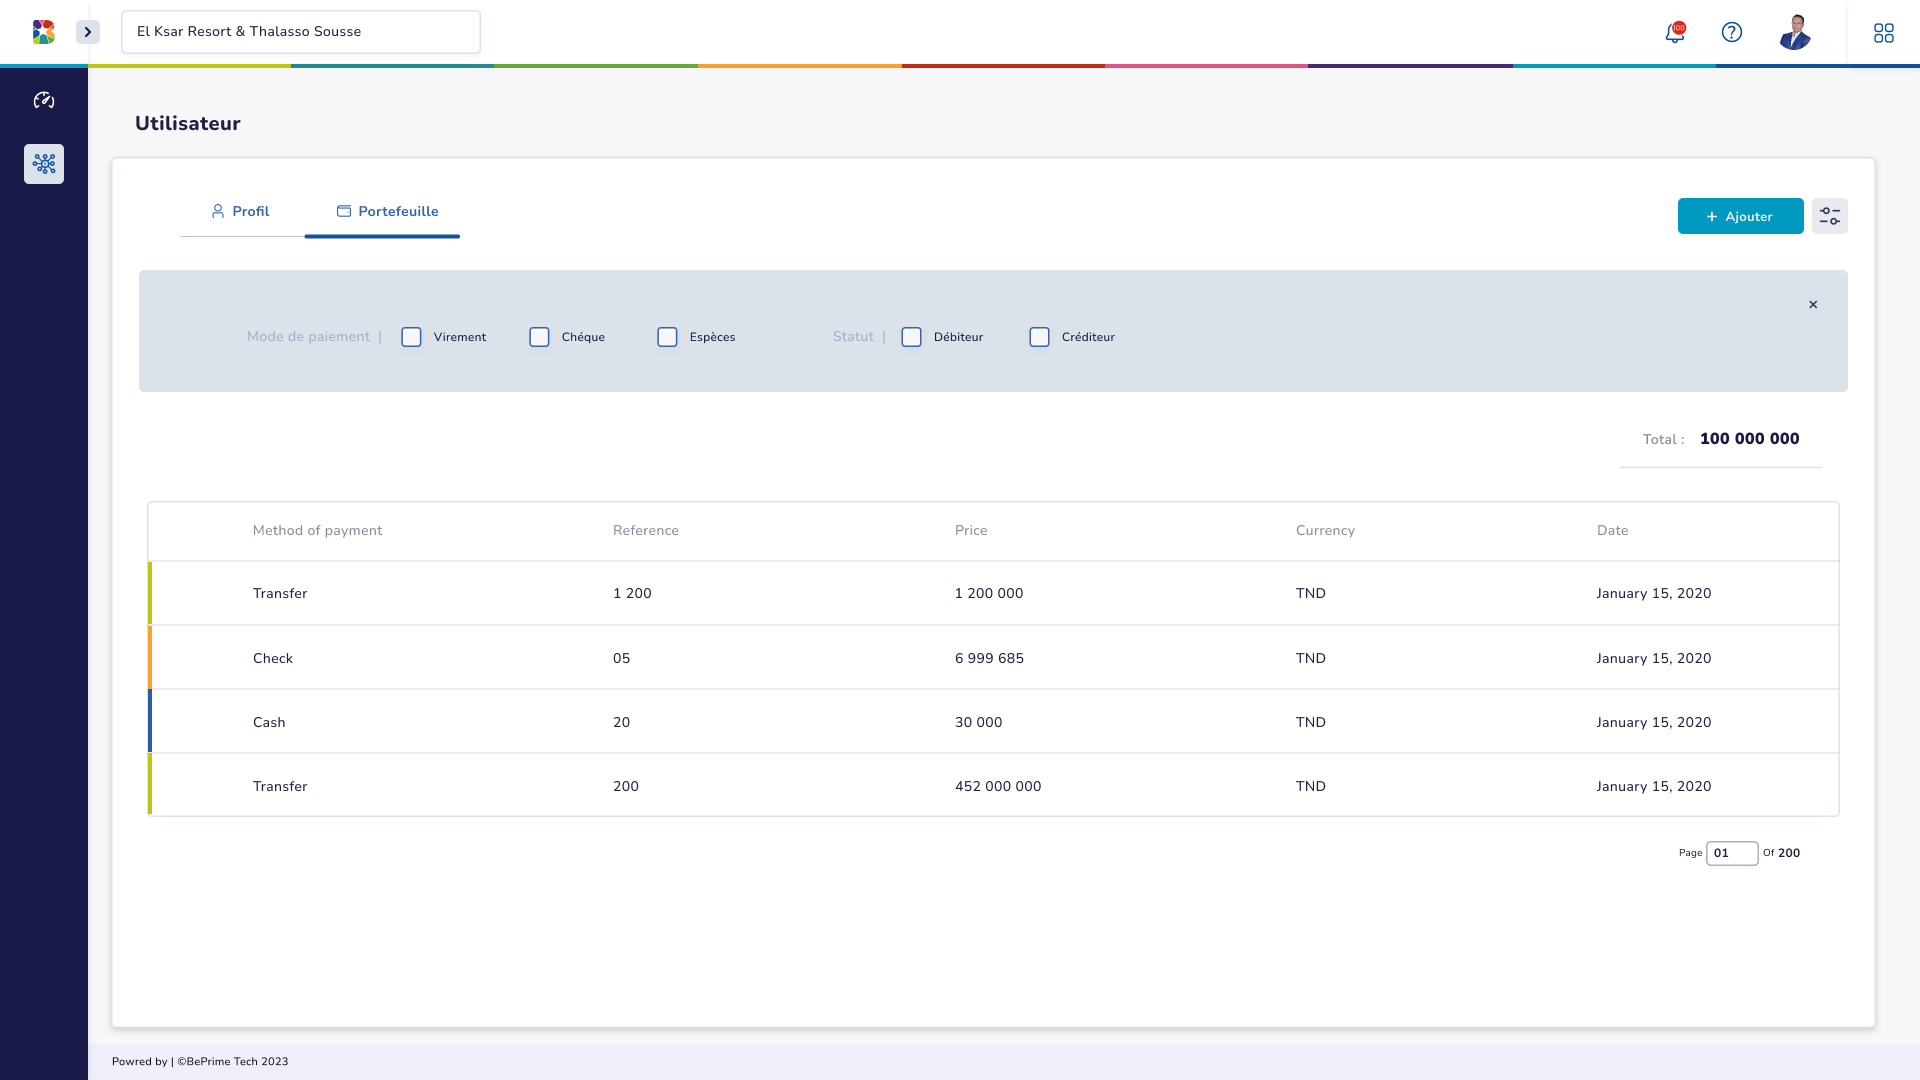 El Ksar Resort & Thalasso Sousse
100
Utilisateur
Profil
Portefeuille
+ Ajouter
Mode de paiement | Virement Chéque Espèces Statut | Débiteur Créditeur
Total : 100 000 000
Method of payment Reference Price Currency Date
Transfer 1 200 1 200 000 TND January 15, 2020
Check 05 6 999 685 TND January 15, 2020
Cash 20 30 000 TND January 15, 2020
Transfer 200 452 000 000 TND January 15, 2020
Page 01 Of 200
Powred by | ©BePrime Tech 2023